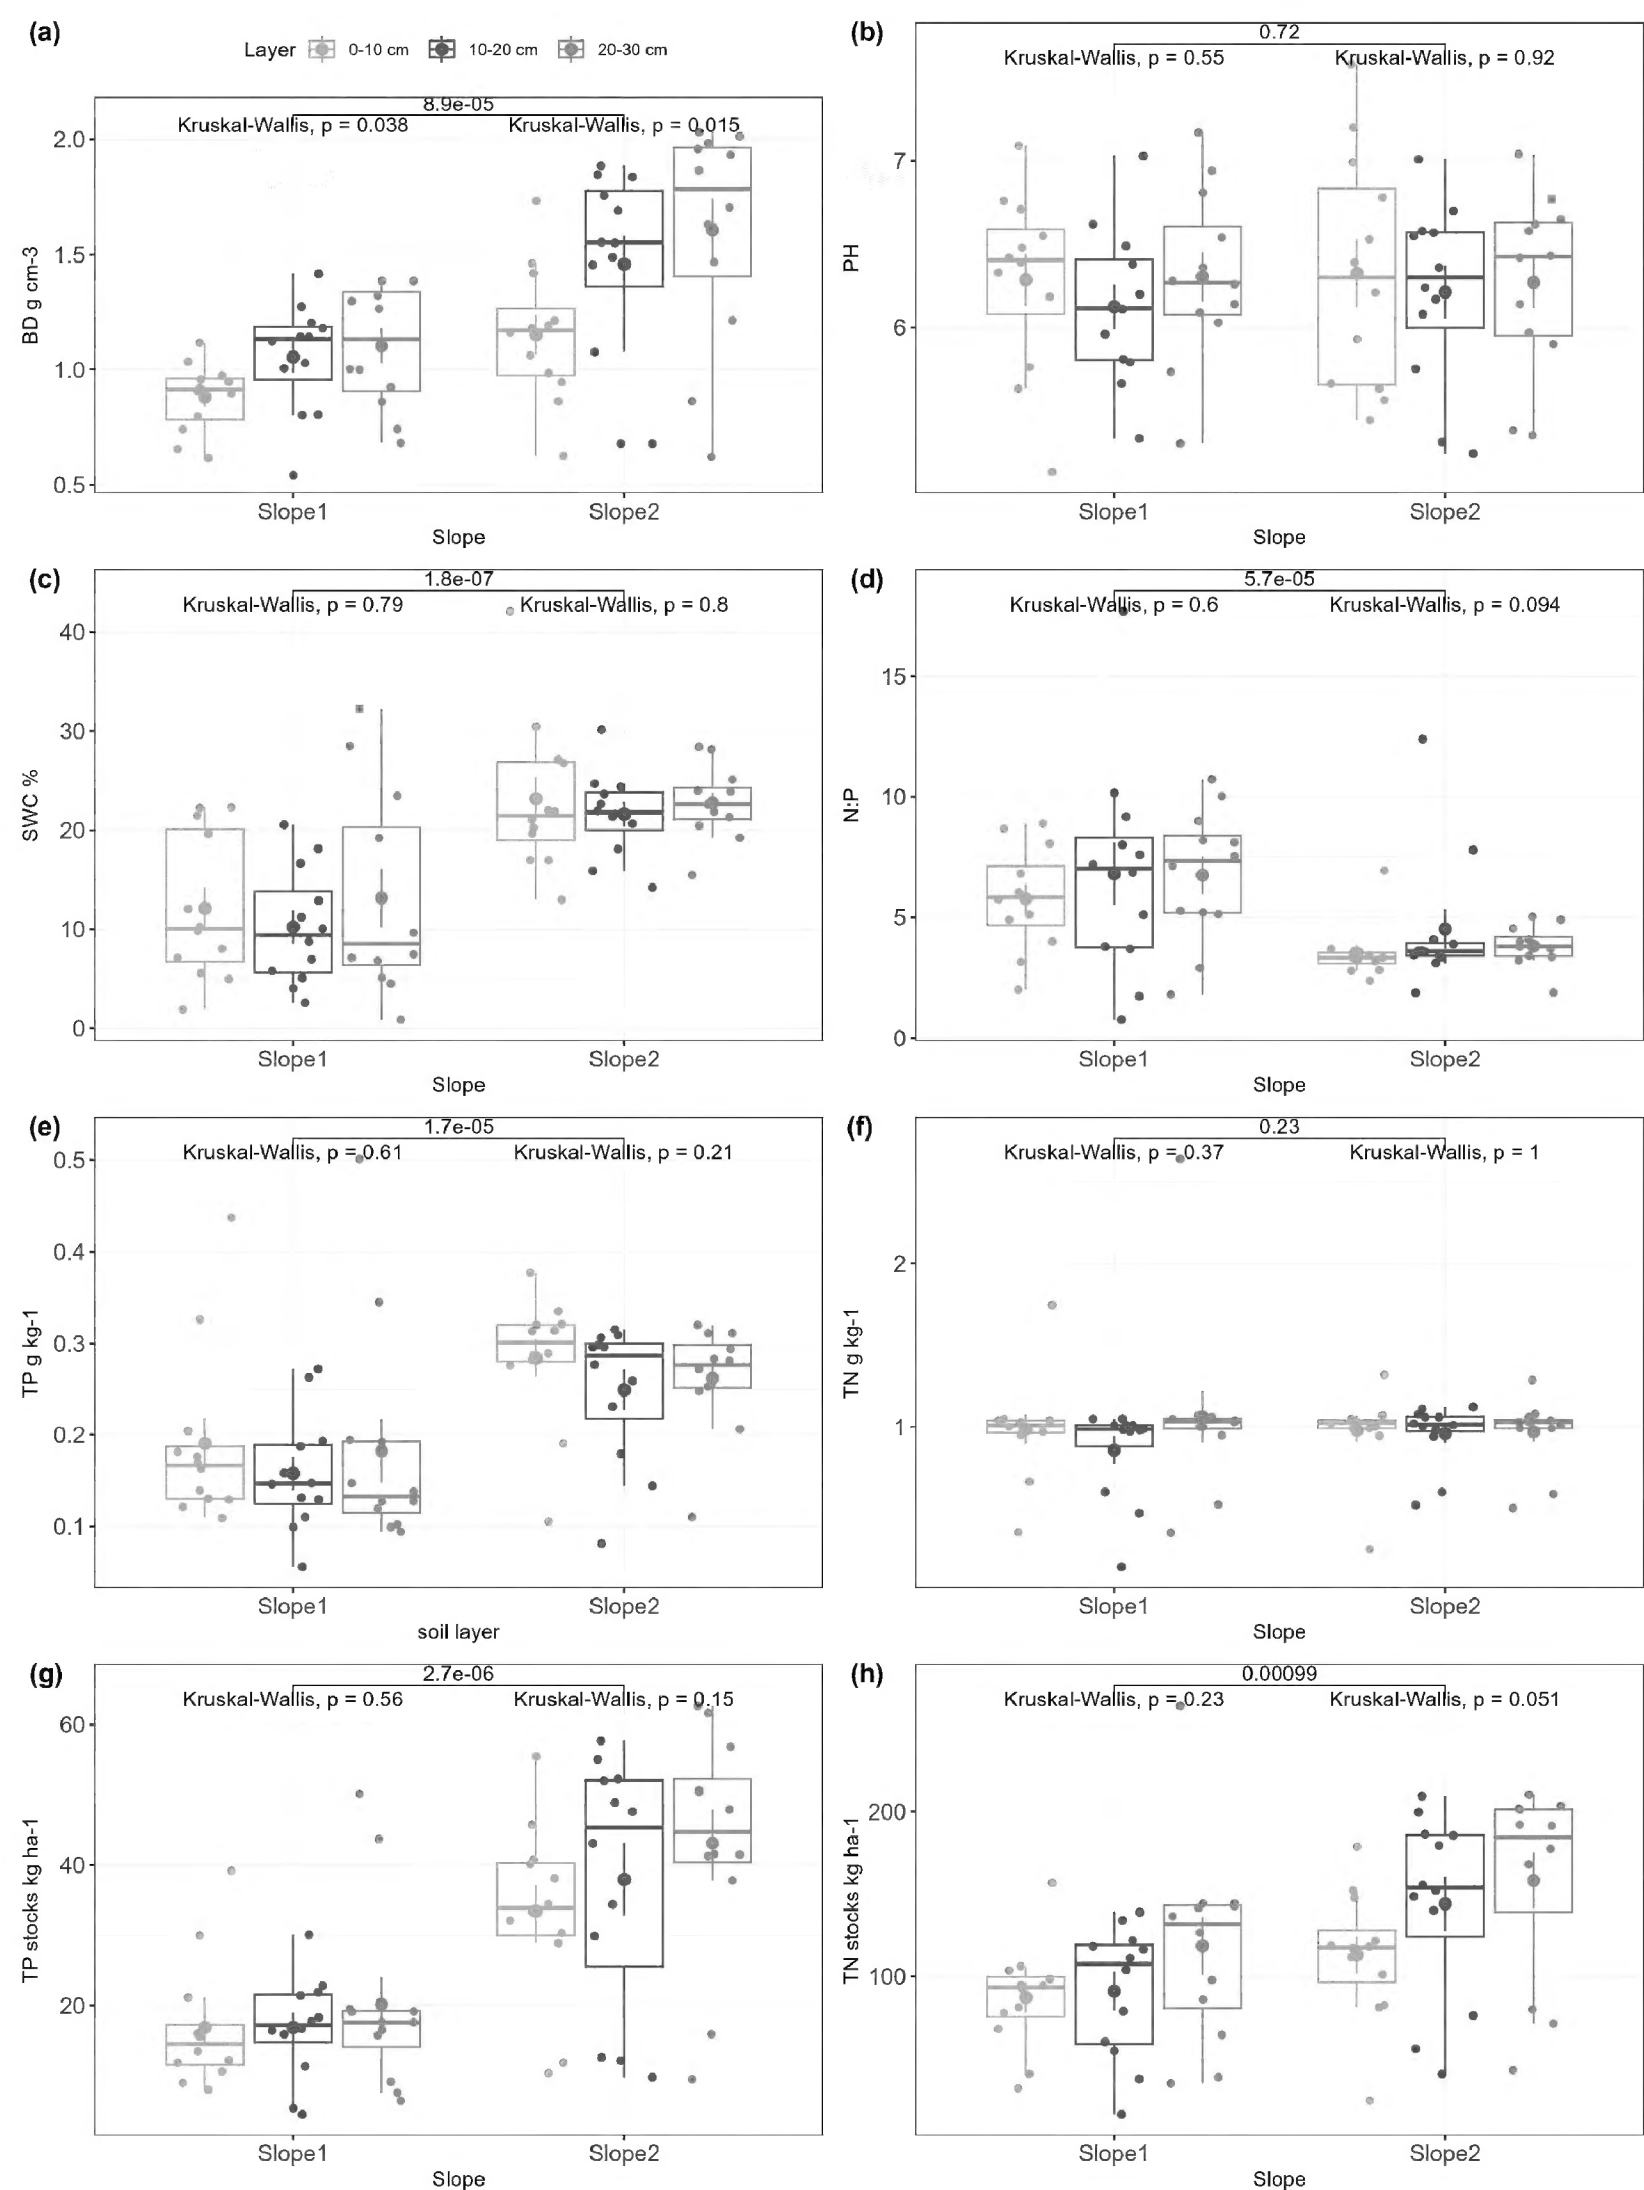 (a)
Layer 0-10 cm 10-20 cm 20-30 cm
8.9e-05
Kruskal-Wallis, p = 0.038 Kruskal-Wallis, p = 0.015
BD g cm-3
2.0
1.5
1.0
0.5
Slope1 Slope2
Slope
(b)
0.72
Kruskal-Wallis, p = 0.55 Kruskal-Wallis, p = 0.92
PH
7
6
Slope1 Slope2
Slope
(c)
1.8e-07
Kruskal-Wallis, p = 0.79 Kruskal-Wallis, p = 0.8
SWC %
40
30
20
10
0
Slope1 Slope2
Slope
(d)
5.7e-05
Kruskal-Wallis, p = 0.6 Kruskal-Wallis, p = 0.094
N:P
15
10
5
0
Slope1 Slope2
Slope
(e)
1.7e-05
Kruskal-Wallis, p = 0.61 Kruskal-Wallis, p = 0.21
TP g kg-1
0.5
0.4
0.3
0.2
0.1
Slope1 Slope2
soil layer
(f)
0.23
Kruskal-Wallis, p = 0.37 Kruskal-Wallis, p = 1
TN g kg-1
2
1
Slope1 Slope2
Slope
(g)
2.7e-06
Kruskal-Wallis, p = 0.56 Kruskal-Wallis, p = 0.15
TP stocks kg ha-1
60
40
20
Slope1 Slope2
Slope
(h)
0.00099
Kruskal-Wallis, p = 0.23 Kruskal-Wallis, p = 0.051
TN stocks kg ha-1
200
100
Slope1 Slope2
Slope